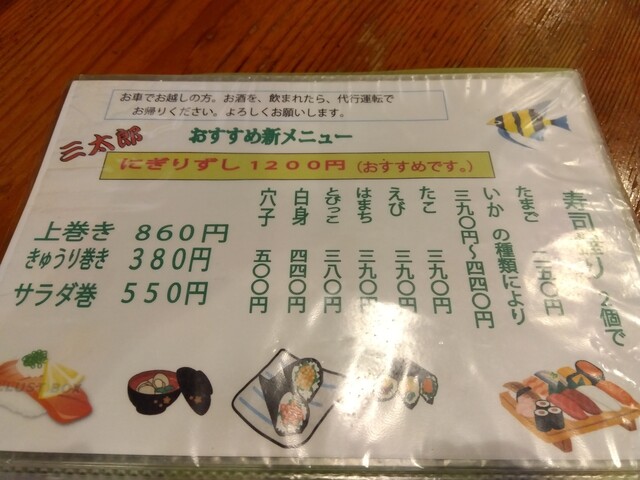 お車でお越しの方。お酒を、飲まれたら、代行運転で
お帰りください。よろしくお願いします。
三太郎
おすすめ新メニュー
にぎりずし１２００円（おすすめです。）
寿司 り 2個で
たまご 二五〇円
いか の種類により
三九〇円～四四〇円
たこ 三九〇円
えび 三九〇円
はまち 三九〇円
とびっこ 三八〇円
白身 四四〇円
穴子 五〇〇円
上巻き ８６０円
きゅうり巻き ３８０円
サラダ巻 ５５０円